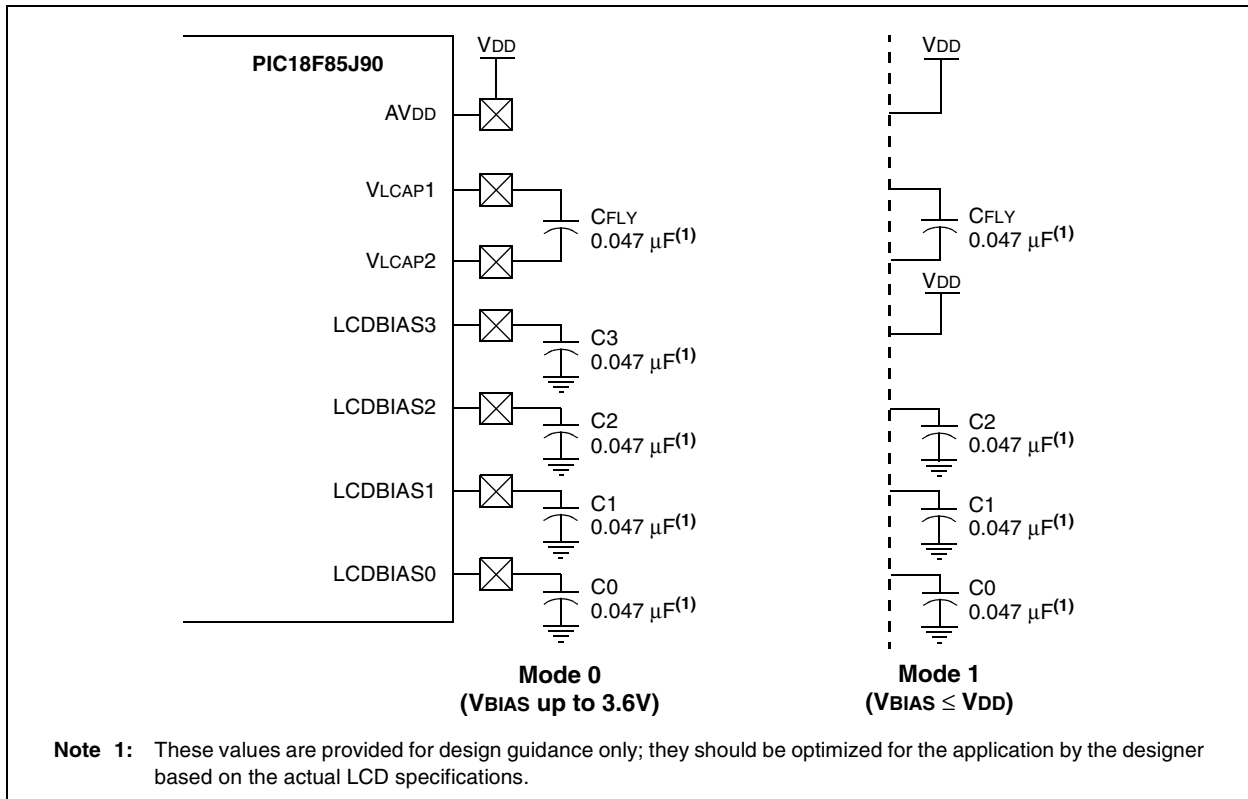 PIC18F85J90
VDD
AVDD
VLCAP1
CFLY
0.047 μF(1)
VLCAP2
LCDBIAS3
C3
0.047 μF(1)
LCDBIAS2
C2
0.047 μF(1)
LCDBIAS1
C1
0.047 μF(1)
LCDBIAS0
C0
0.047 μF(1)
Mode 0
(VBIAS up to 3.6V)
VDD
CFLY
0.047 μF(1)
VDD
C2
0.047 μF(1)
C1
0.047 μF(1)
C0
0.047 μF(1)
Mode 1
(VBIAS ≤ VDD)
Note 1: These values are provided for design guidance only; they should be optimized for the application by the designer
based on the actual LCD specifications.